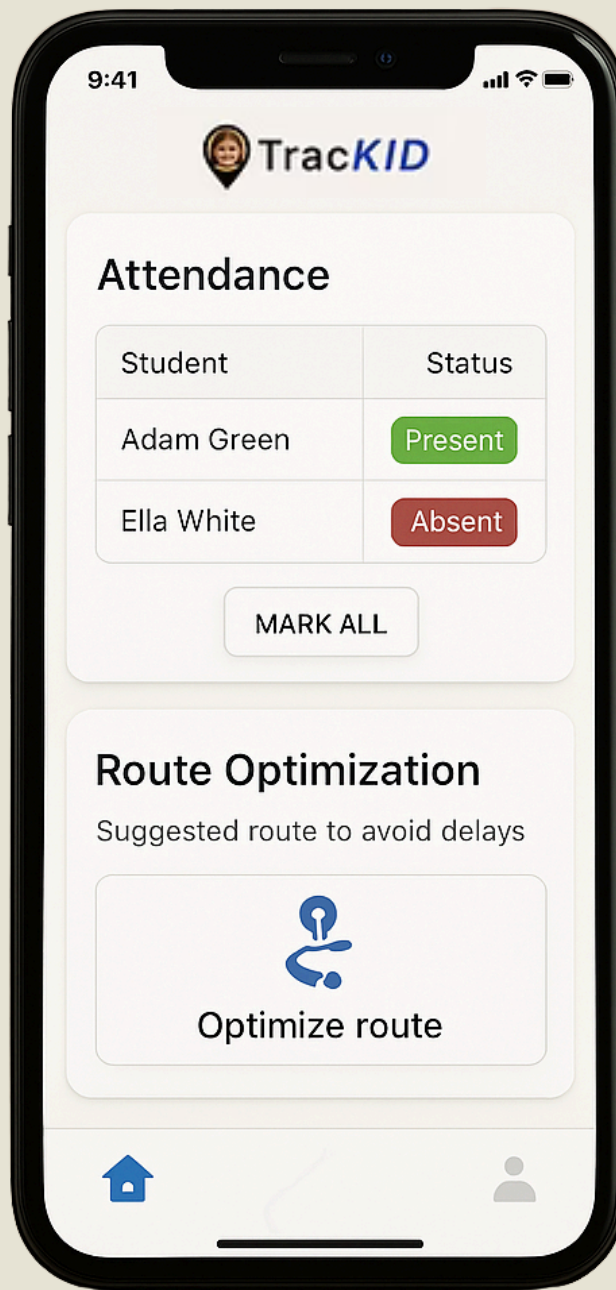 9:41
TracKID
Attendance
Student Status
Adam Green Present
Ella White Absent
MARK ALL
Route Optimization
Suggested route to avoid delays
Optimize route